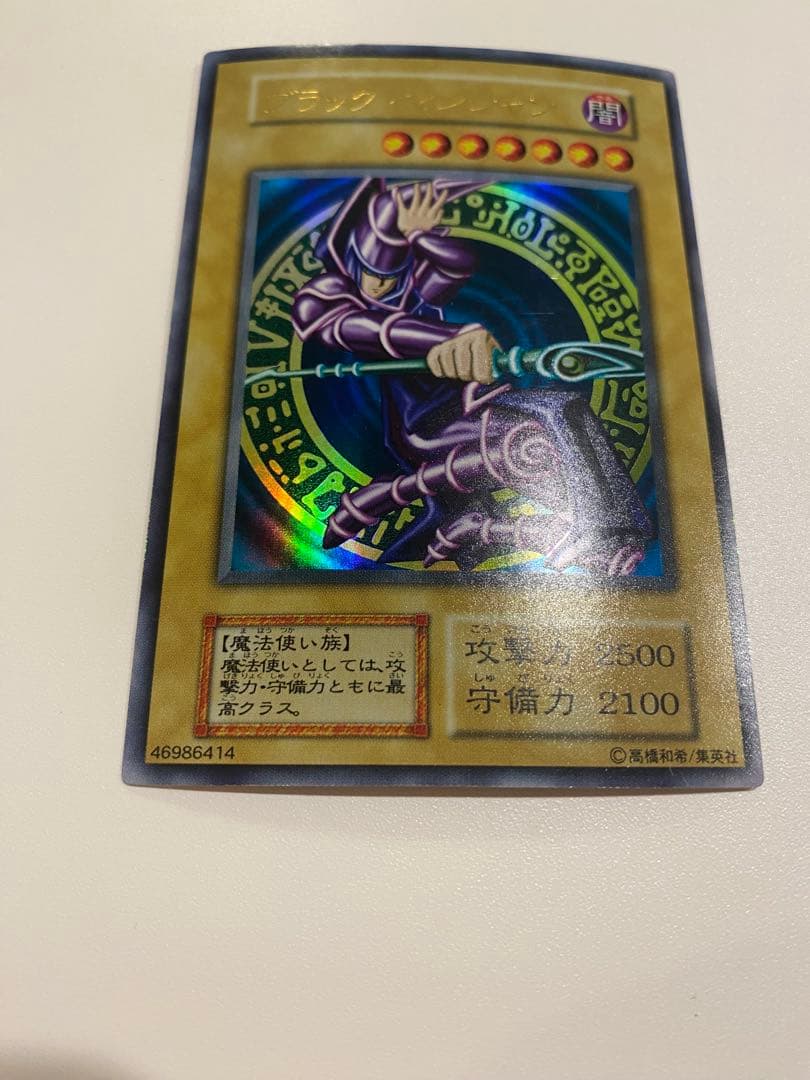 ブラック・マジシャン
闇
【魔法使い族】
魔法使いとしては、攻
撃力・守備力ともに最
高クラス。
攻撃力 2500
守備力 2100
46986414
©高橋和希/集英社